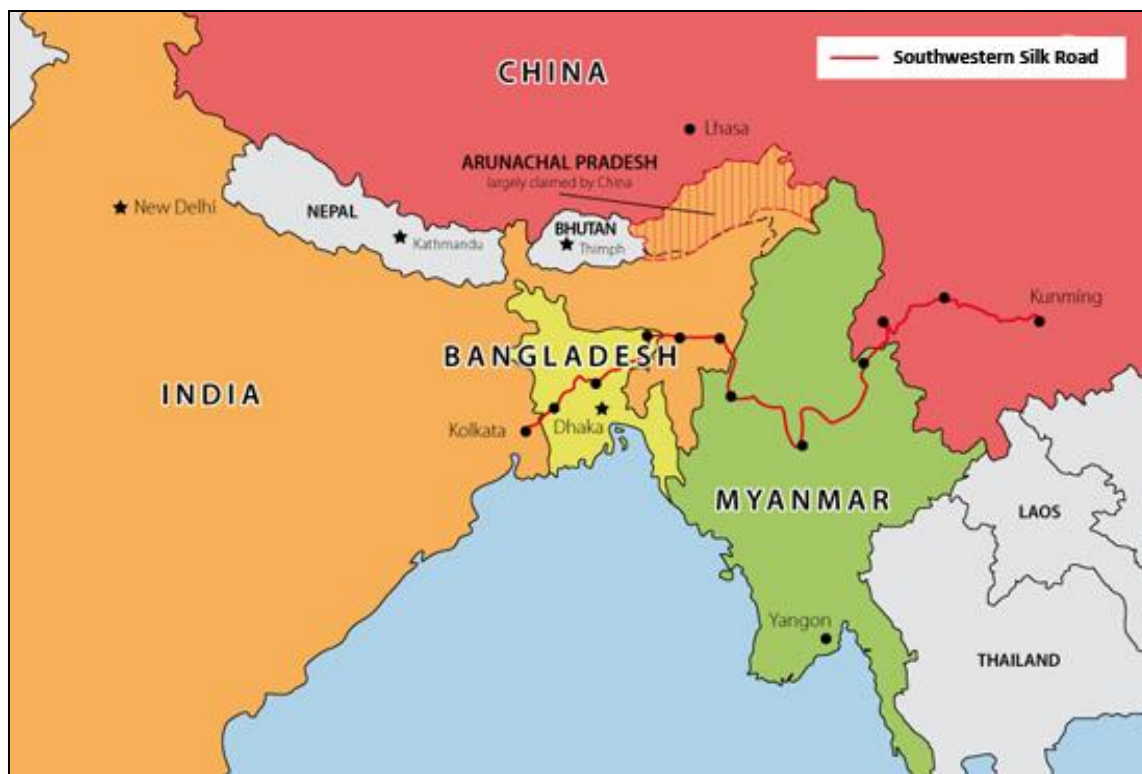 Southwestern Silk Road
CHINA
Lhasa
ARUNACHAL PRADESH
largely claimed by China
New Delhi
NEPAL
Kathmandu
BHUTAN
Thimph
Kunming
BANGLADESH
INDIA
Kolkata
Dhaka
MYANMAR
LAOS
Yangon
THAILAND